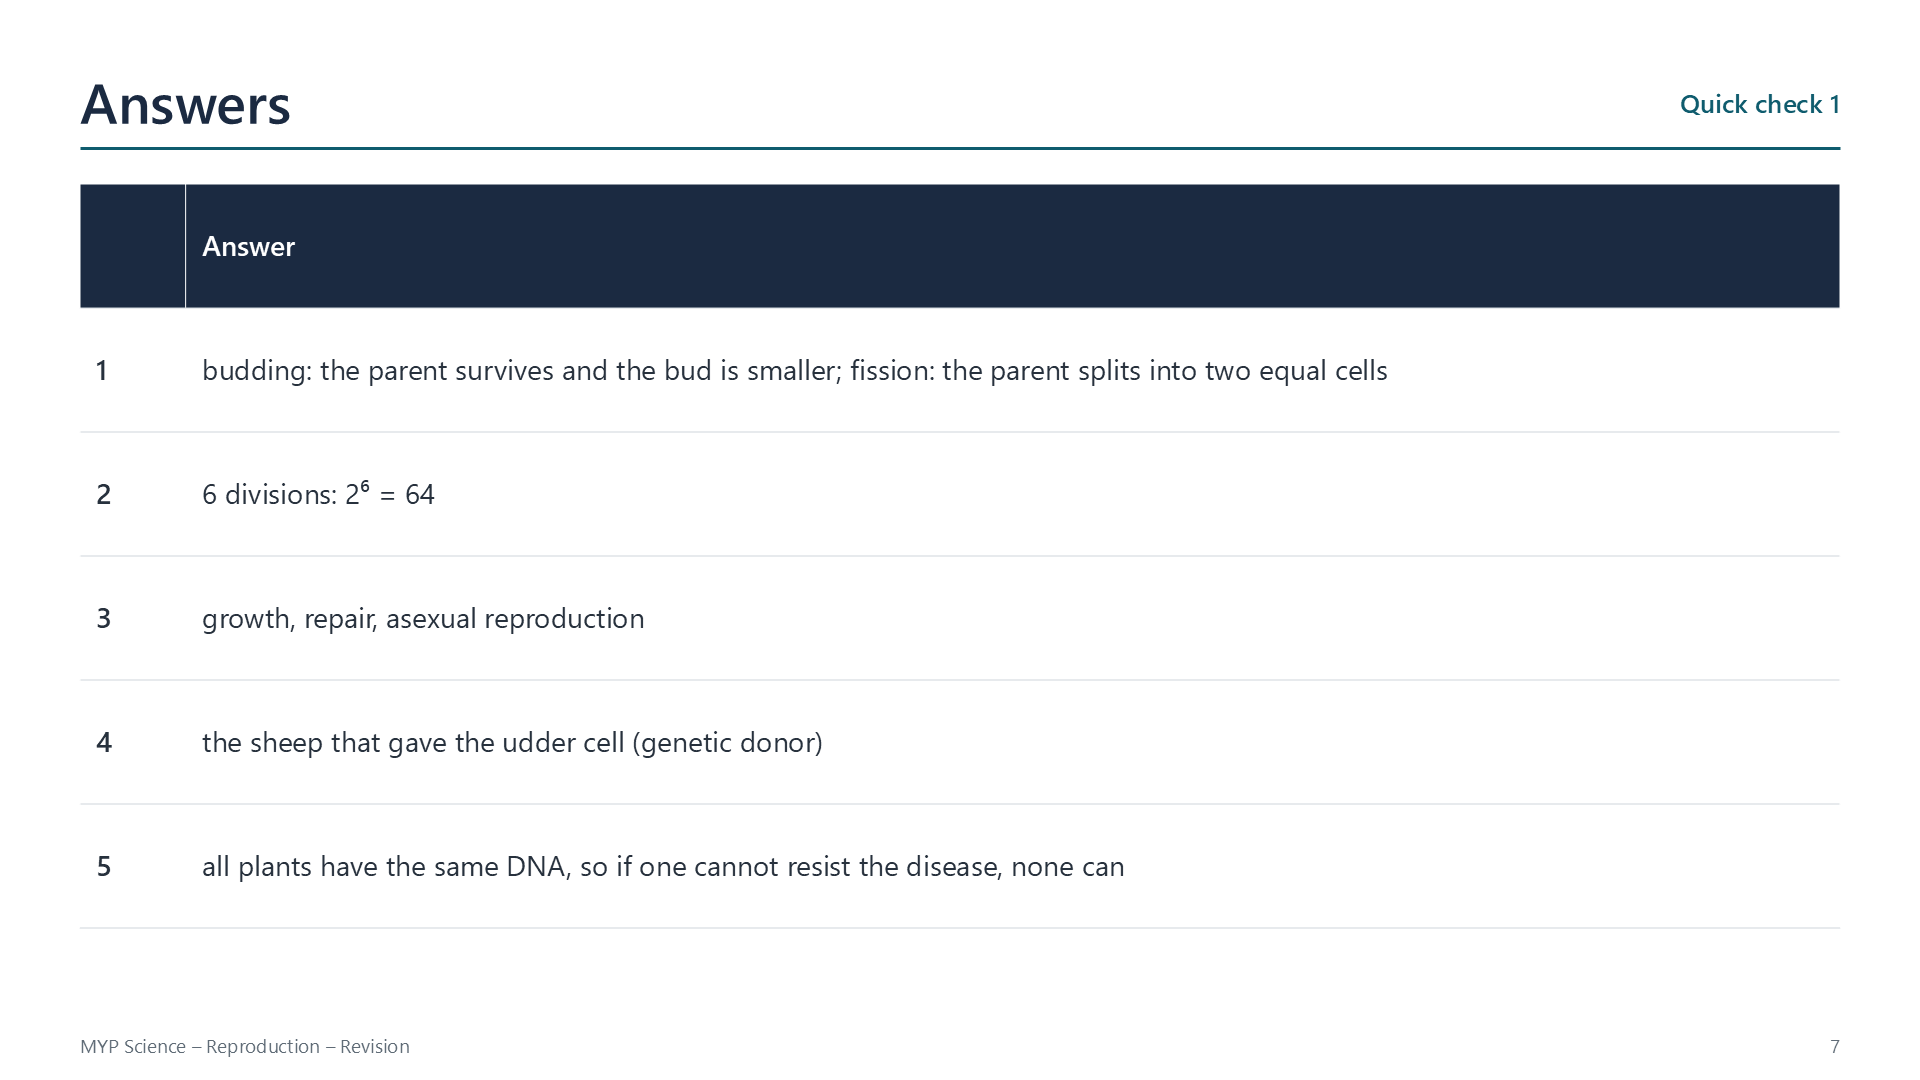 Answers
Quick check 1
Answer
1 budding: the parent survives and the bud is smaller; fission: the parent splits into two equal cells
2 6 divisions: 2⁶ = 64
3 growth, repair, asexual reproduction
4 the sheep that gave the udder cell (genetic donor)
5 all plants have the same DNA, so if one cannot resist the disease, none can
MYP Science – Reproduction – Revision
7